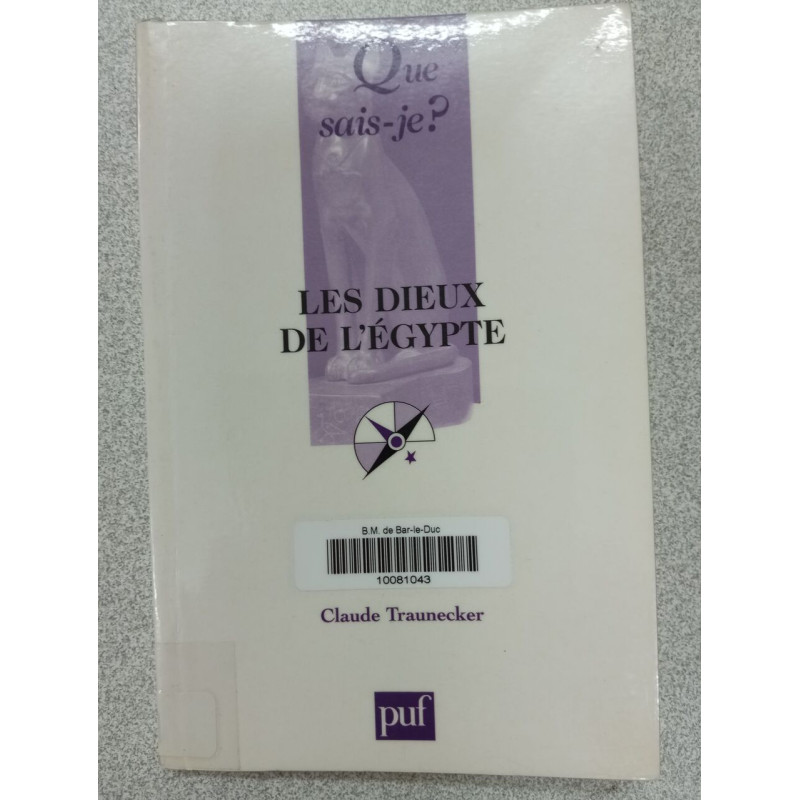 Que
sais-je?
LES DIEUX
DE L'ÉGYPTE
B.M. de Bar-le-Duc
10081043
Claude Traunecker
puf